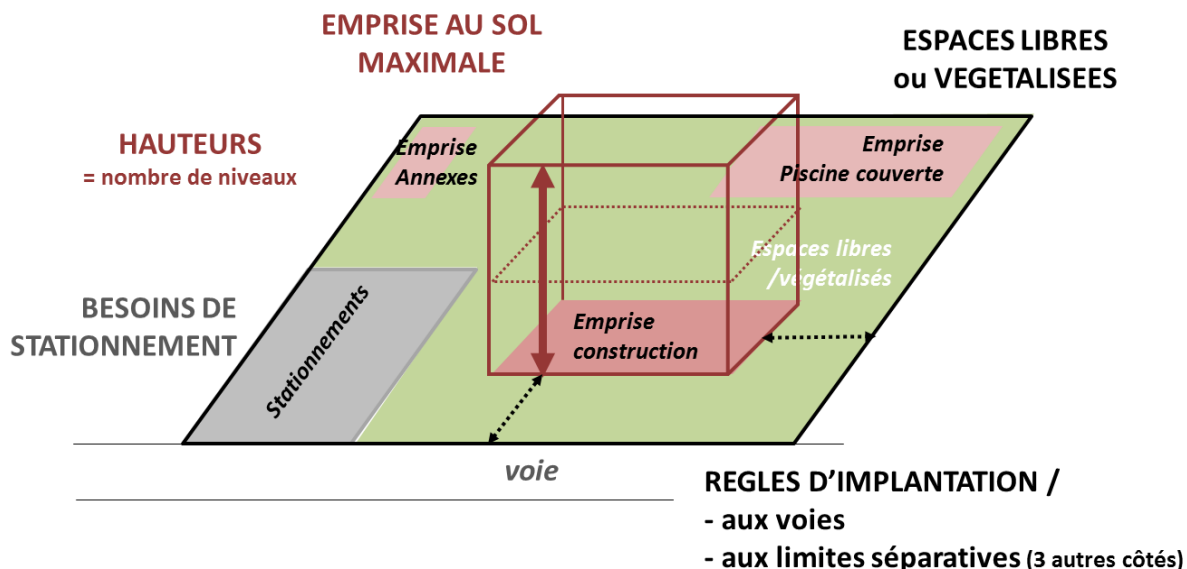 EMPRISE AU SOL
MAXIMALE
ESPACES LIBRES
ou VEGETALISEES
HAUTEURS
= nombre de niveaux
Emprise
Annexes
Emprise
Piscine couverte
Espaces libres
/végétalisés
BESOINS DE
STATIONNEMENT
Stationnements
Emprise
construction
voie
REGLES D’IMPLANTATION /
- aux voies
- aux limites séparatives (3 autres côtés)